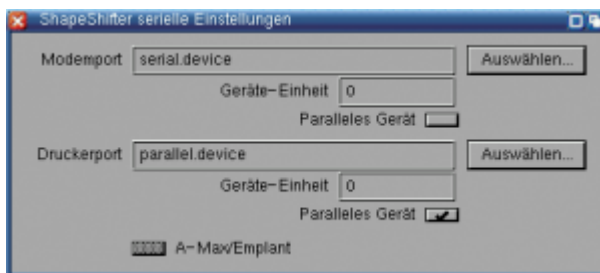 ShapeShifter serielle Einstellungen
Modemport serial.device Auswählen...
Geräte-Einheit 0
Paralleles Gerät
Druckerport parallel.device Auswählen...
Geräte-Einheit 0
Paralleles Gerät
A-Max/Emplant